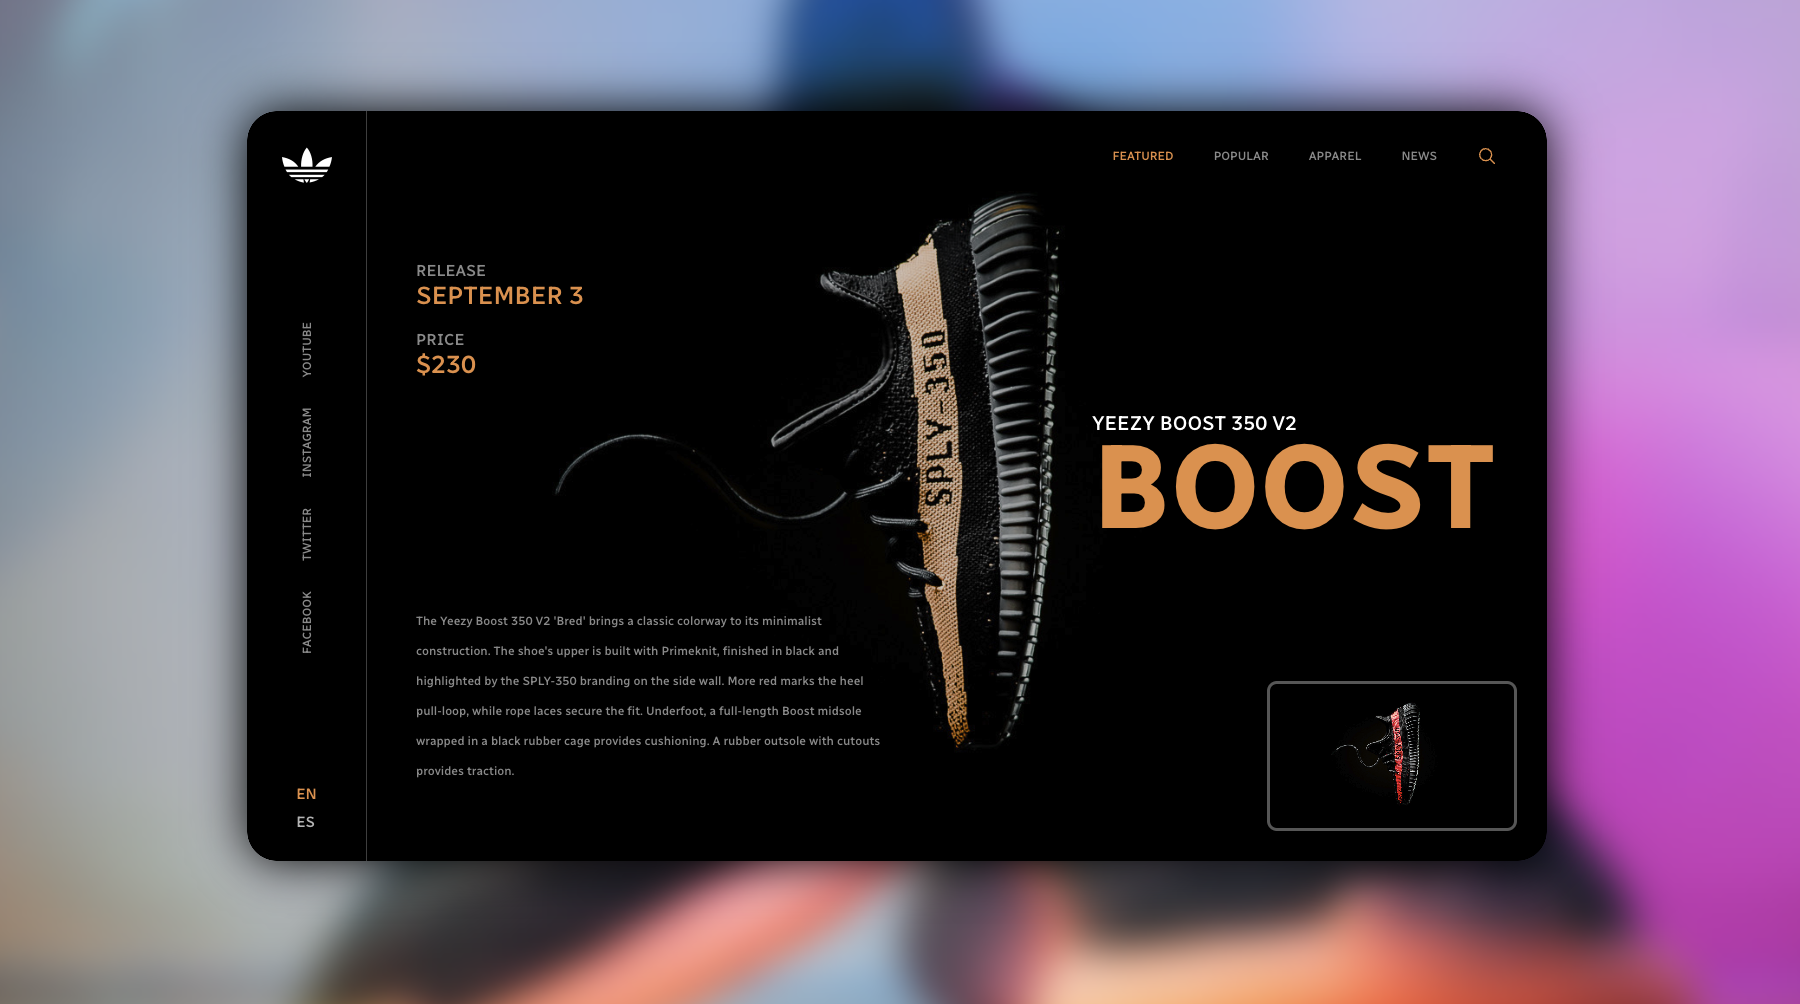 FEATURED POPULAR APPAREL NEWS
RELEASE
SEPTEMBER 3
PRICE
$230
SPLY-350
YEEZY BOOST 350 V2
BOOST
YOUTUBE
INSTAGRAM
TWITTER
FACEBOOK
The Yeezy Boost 350 V2 'Bred' brings a classic colorway to its minimalist
construction. The shoe's upper is built with Primeknit, finished in black and
highlighted by the SPLY-350 branding on the side wall. More red marks the heel
pull-loop, while rope laces secure the fit. Underfoot, a full-length Boost midsole
wrapped in a black rubber cage provides cushioning. A rubber outsole with cutouts
provides traction.
EN
ES